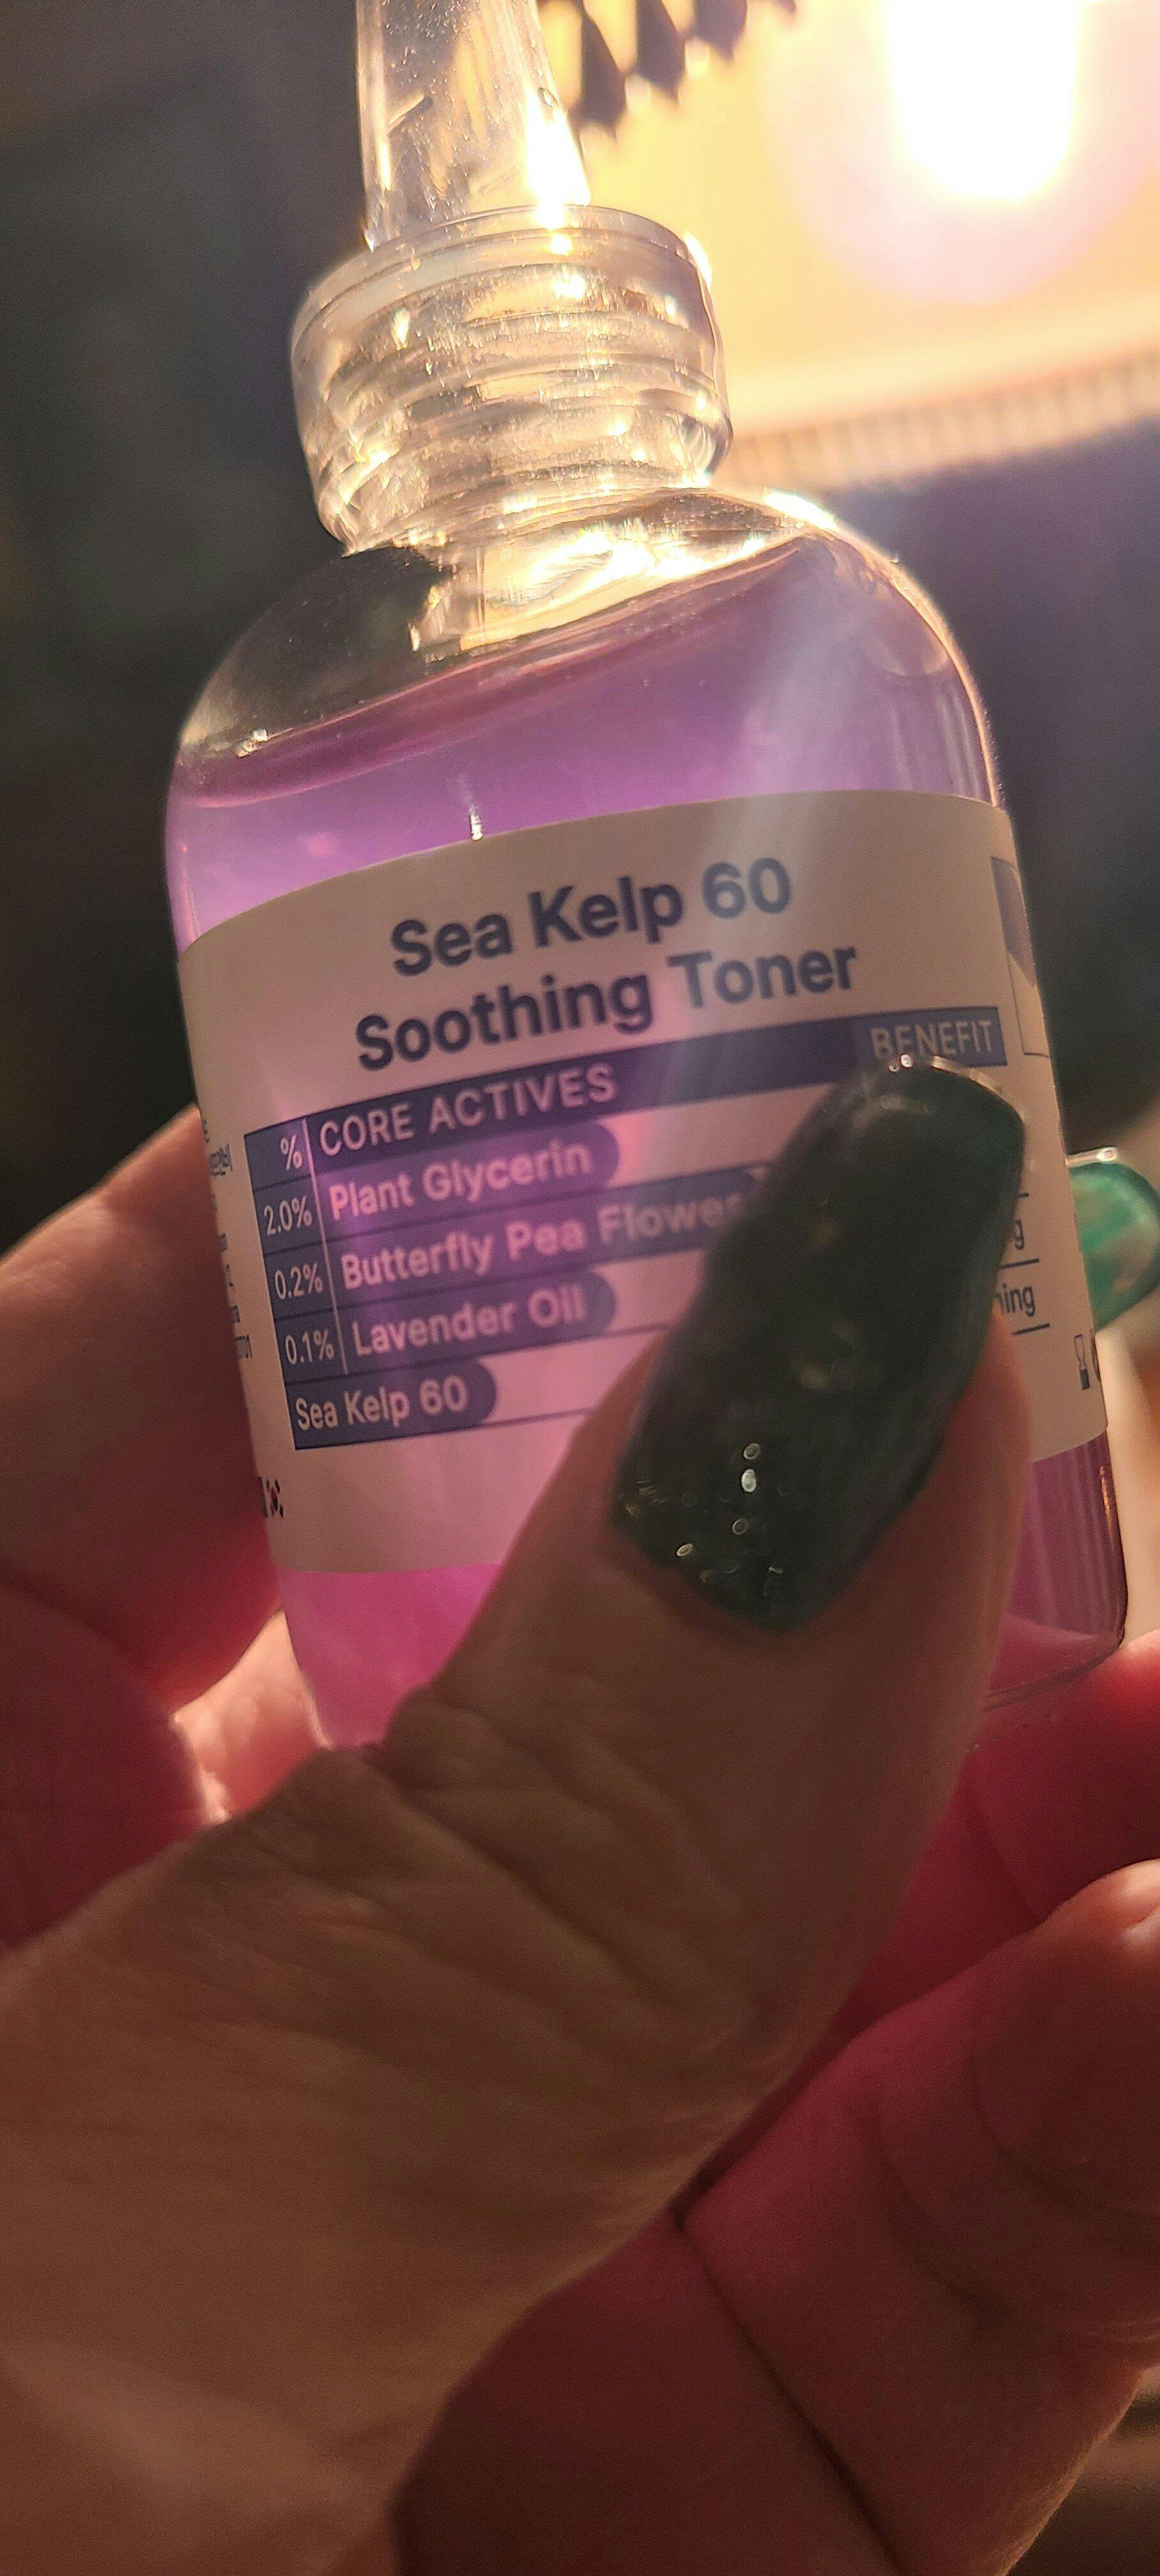 Sea Kelp 60
Soothing Toner
% CORE ACTIVES BENEFIT
2.0% Plant Glycerin
0.2% Butterfly Pea Flower
0.1% Lavender Oil
Sea Kelp 60